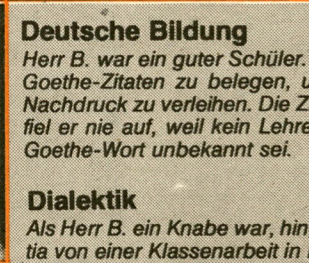 Deutsche Bildung
Herr B. war ein guter Schüler.
Goethe-Zitaten zu belegen, u
Nachdruck zu verleihen. Die Z
fiel er nie auf, weil kein Lehre
Goethe-Wort unbekannt sei.
Dialektik
Als Herr B. ein Knabe war, hin
tia von einer Klassenarbeit in